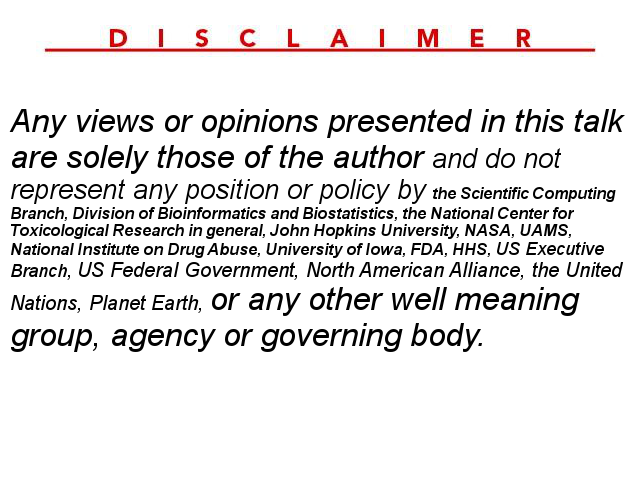 DISCLAIMER
Any views or opinions presented in this talk
are solely those of the author and do not
represent any position or policy by the Scientific Computing
Branch, Division of Bioinformatics and Biostatistics, the National Center for
Toxicological Research in general, John Hopkins University, NASA, UAMS,
National Institute on Drug Abuse, University of Iowa, FDA, HHS, US Executive
Branch, US Federal Government, North American Alliance, the United
Nations, Planet Earth, or any other well meaning
group, agency or governing body.